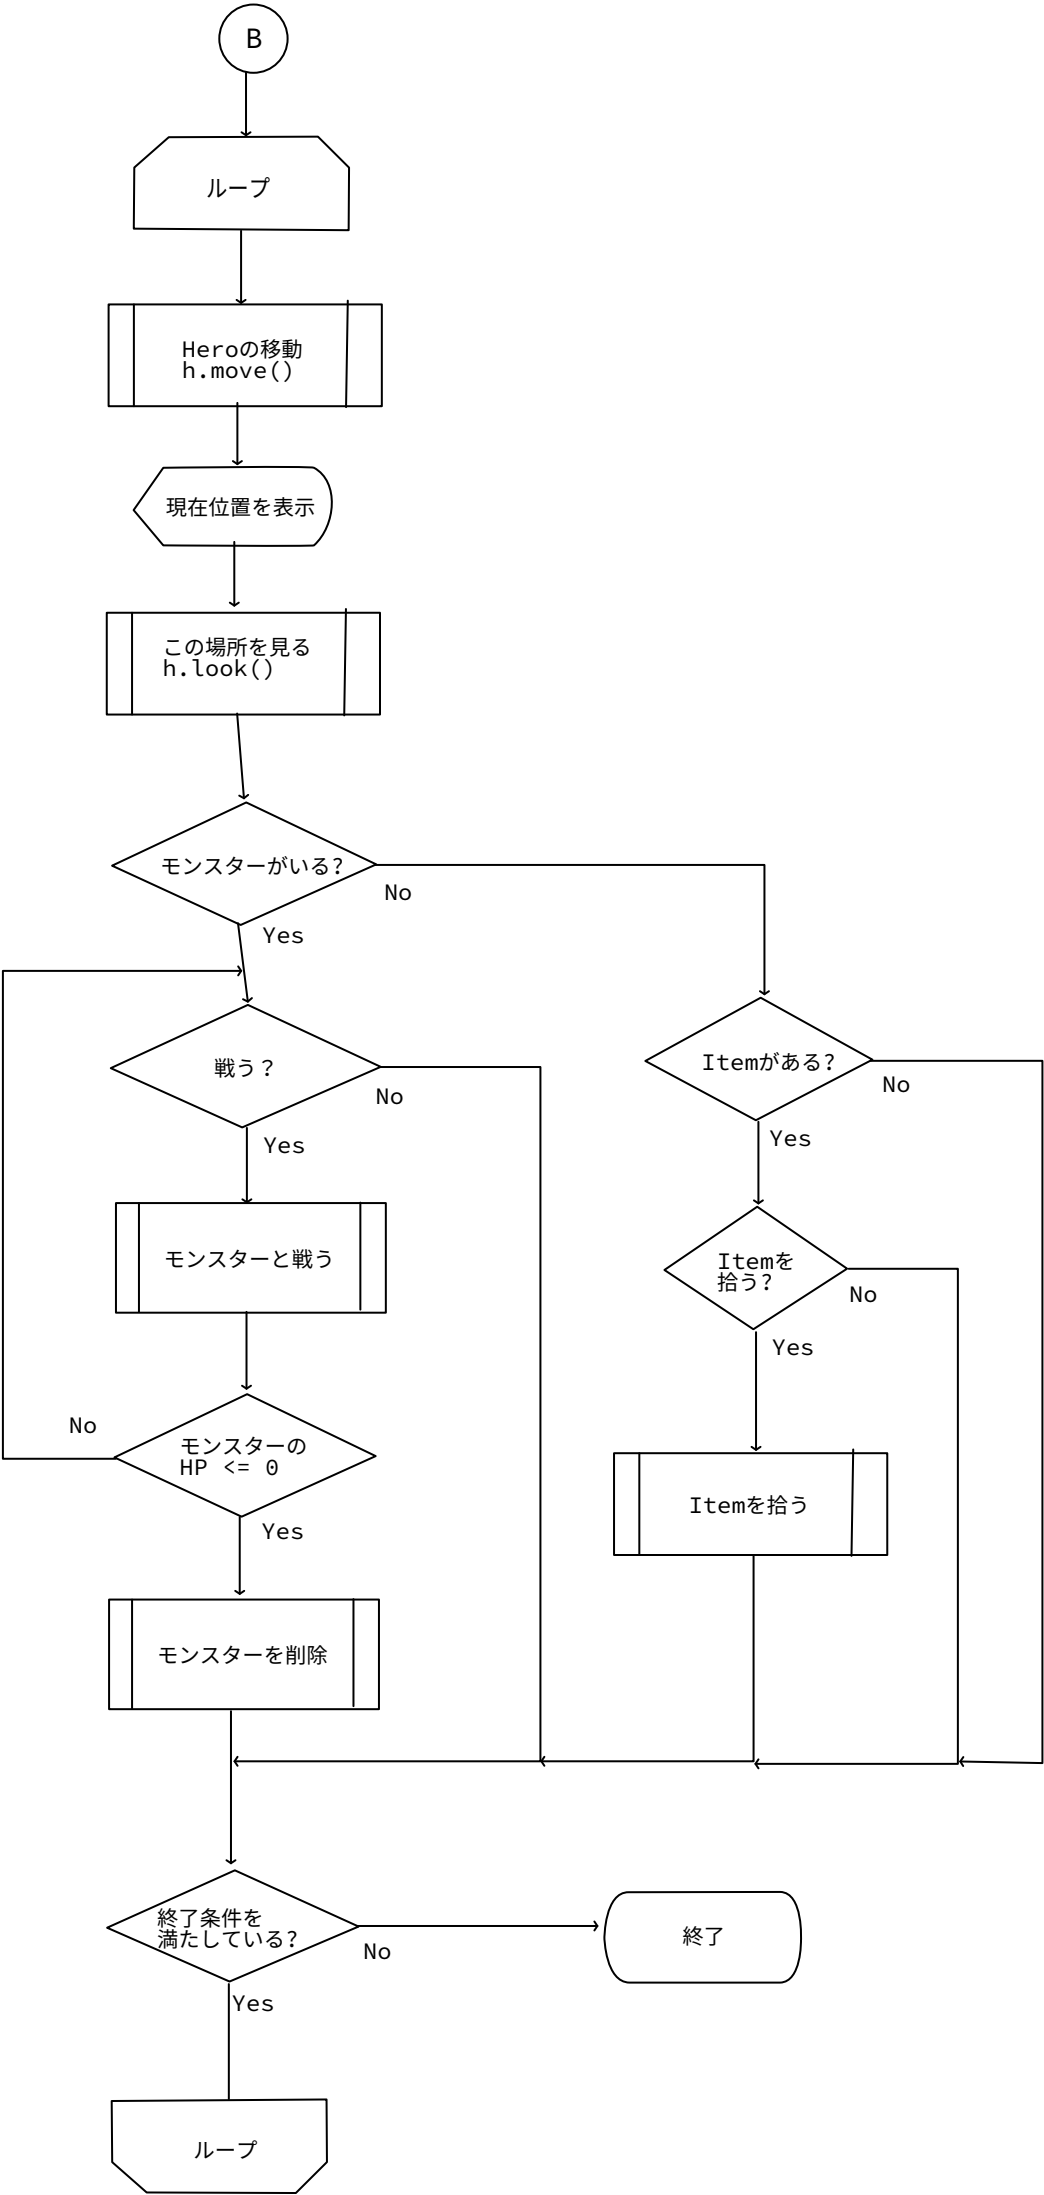 B
ループ
Heroの移動
h.move()
現在位置を表示
この場所を見る
h.look()
モンスターがいる?
No
Yes
戦う？
No
Yes
モンスターと戦う
モンスターの
HP <= 0
No
Yes
モンスターを削除
Itemがある?
No
Yes
Itemを
拾う?
No
Yes
Itemを拾う
終了条件を
満たしている?
No
Yes
終了
ループ